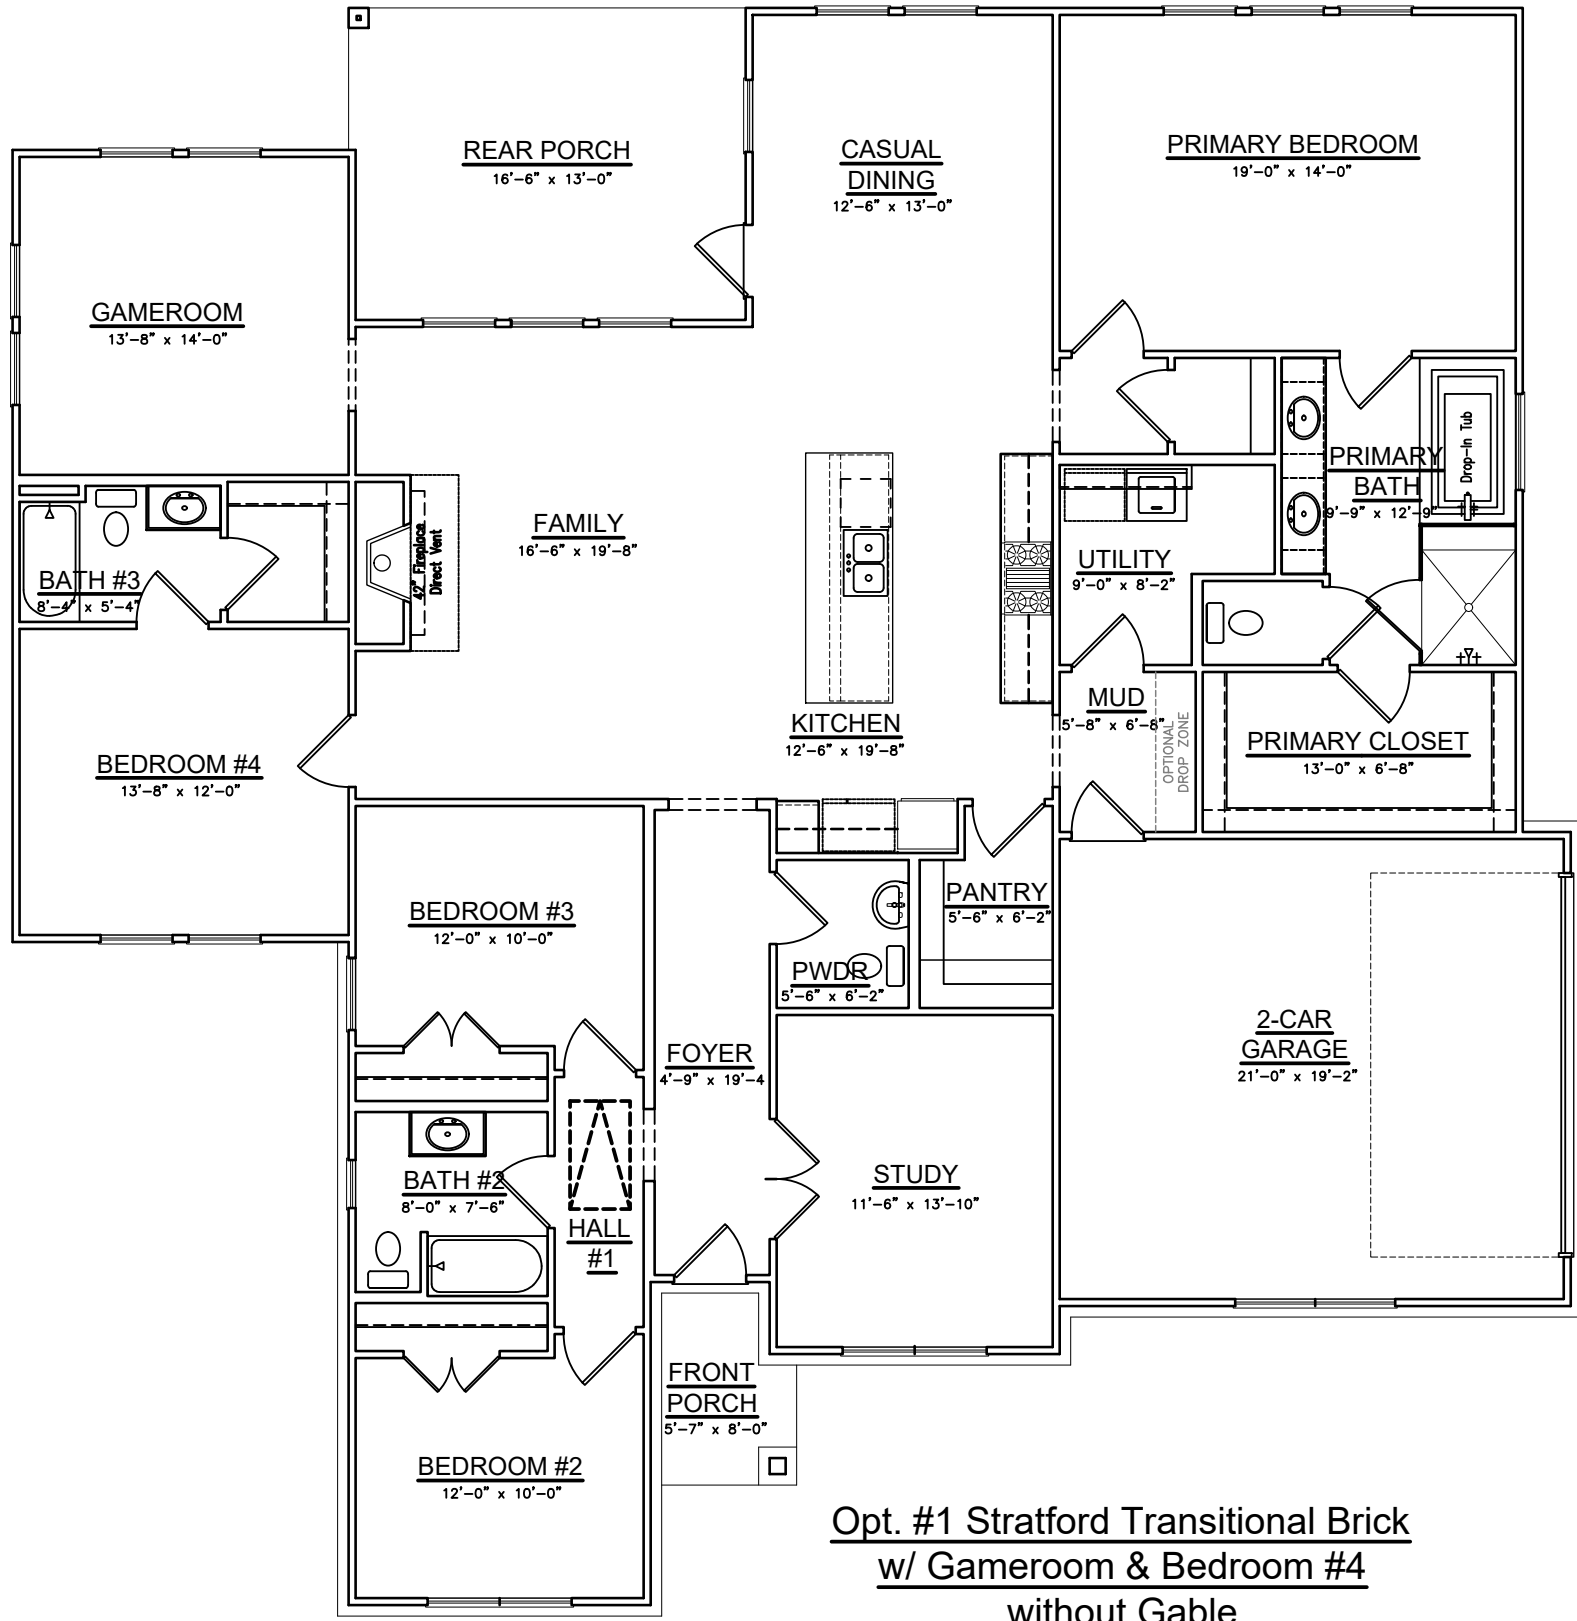 REAR PORCH
16'-6" x 13'-0"
CASUAL
DINING
12'-6" x 13'-0"
PRIMARY BEDROOM
19'-0" x 14'-0"
GAMEROOM
13'-8" x 14'-0"
PRIMARY
BATH
9'-9" x 12'-9"
Drop-In Tub
FAMILY
16'-6" x 19'-8"
42" Fireplace
Direct Vent
UTILITY
9'-0" x 8'-2"
BATH #3
8'-4" x 5'-4"
MUD
5'-8" x 6'-8"
OPTIONAL
DROP ZONE
KITCHEN
12'-6" x 19'-8"
PRIMARY CLOSET
13'-0" x 6'-8"
BEDROOM #4
13'-8" x 12'-0"
BEDROOM #3
12'-0" x 10'-0"
PANTRY
5'-6" x 6'-2"
PWDR
5'-6" x 6'-2"
FOYER
4'-9" x 19'-4
2-CAR
GARAGE
21'-0" x 19'-2"
BATH #2
8'-0" x 7'-6"
HALL
#1
STUDY
11'-6" x 13'-10"
FRONT
PORCH
5'-7" x 8'-0"
BEDROOM #2
12'-0" x 10'-0"
Opt. #1 Stratford Transitional Brick
w/ Gameroom & Bedroom #4
without Gable